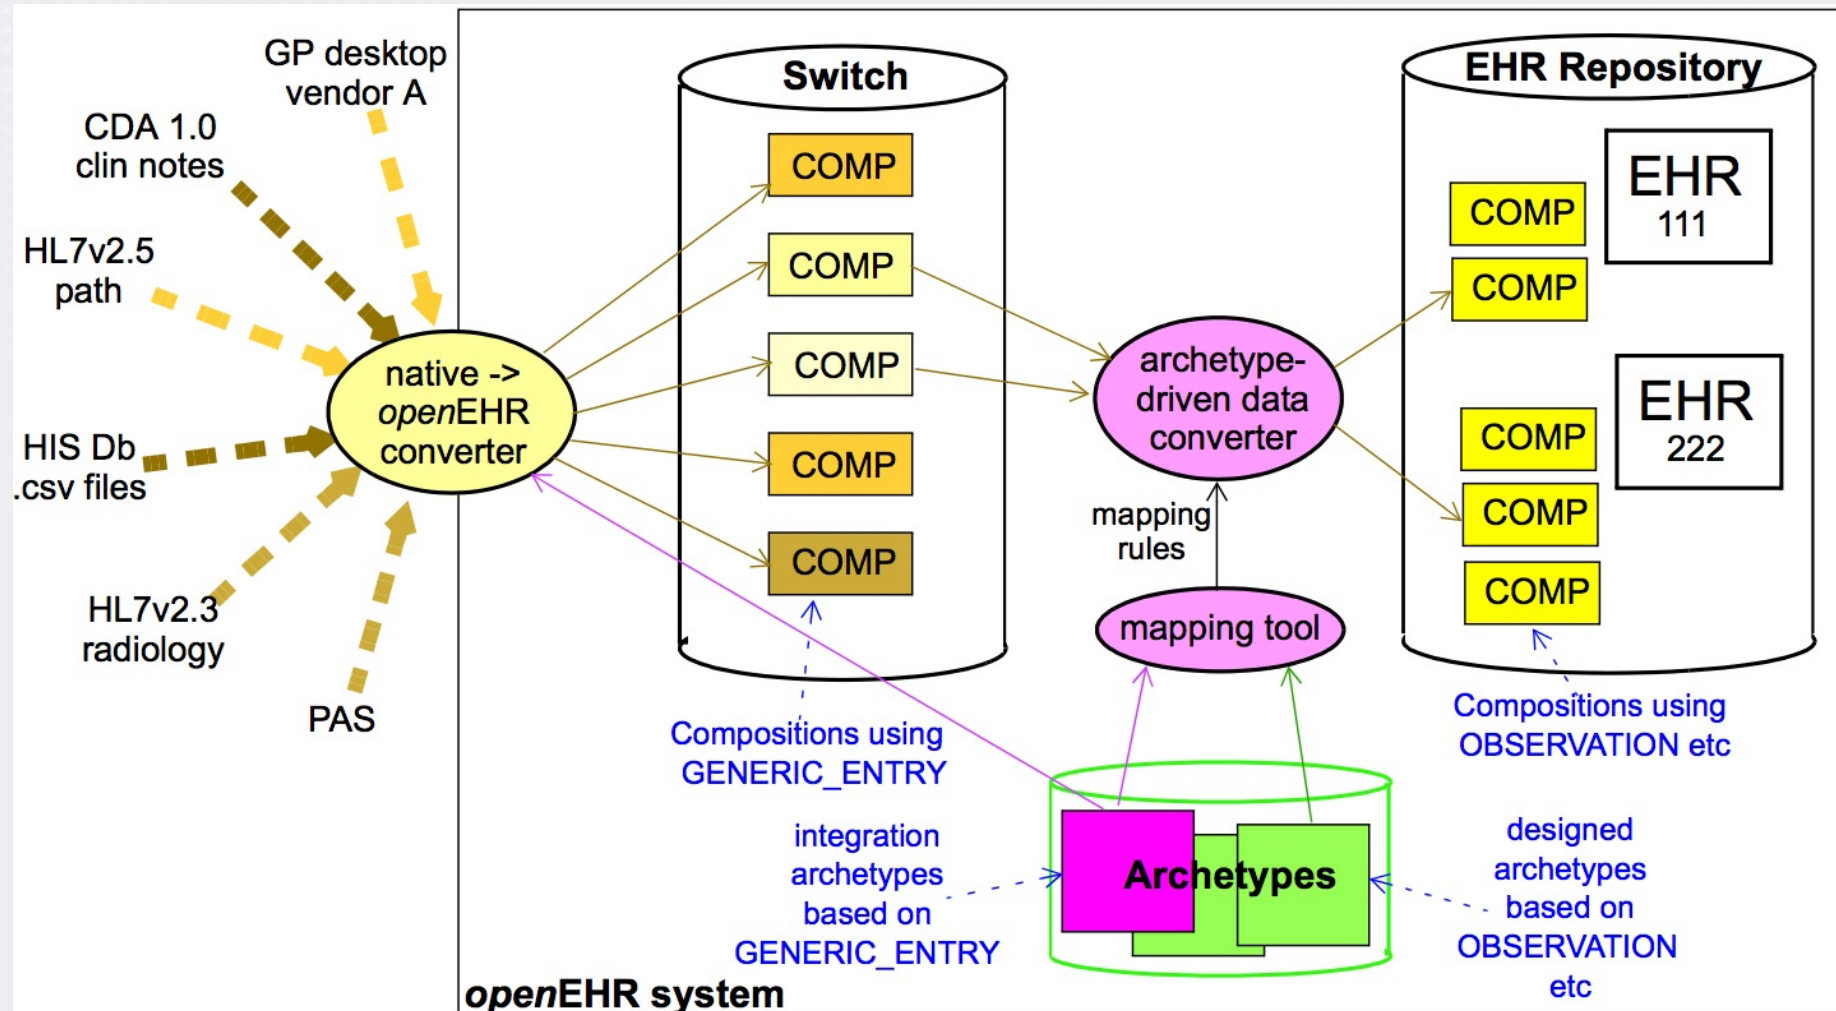 GP desktop
vendor A
CDA 1.0
clin notes
HL7v2.5
path
HIS Db
.csv files
HL7v2.3
radiology
PAS
native ->
openEHR
converter
Switch
COMP
COMP
COMP
COMP
COMP
Compositions using
GENERIC_ENTRY
archetype-
driven data
converter
mapping
rules
mapping tool
EHR Repository
COMP
COMP
EHR
111
COMP
COMP
COMP
EHR
222
Compositions using
OBSERVATION etc
integration
archetypes
based on
GENERIC_ENTRY
Archetypes
designed
archetypes
based on
OBSERVATION
etc
openEHR system